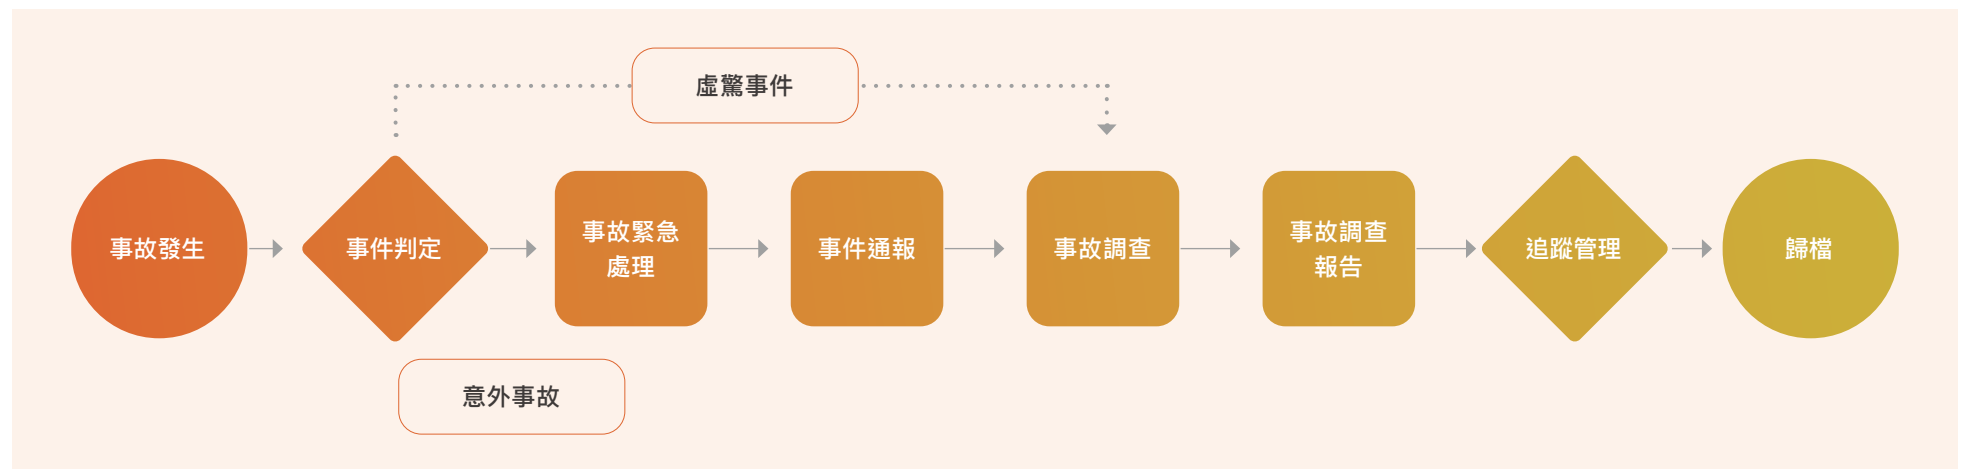 虛驚事件
事故發生
事件判定
事故緊急
處理
事件通報
事故調查
事故調查
報告
追蹤管理
歸檔
意外事故